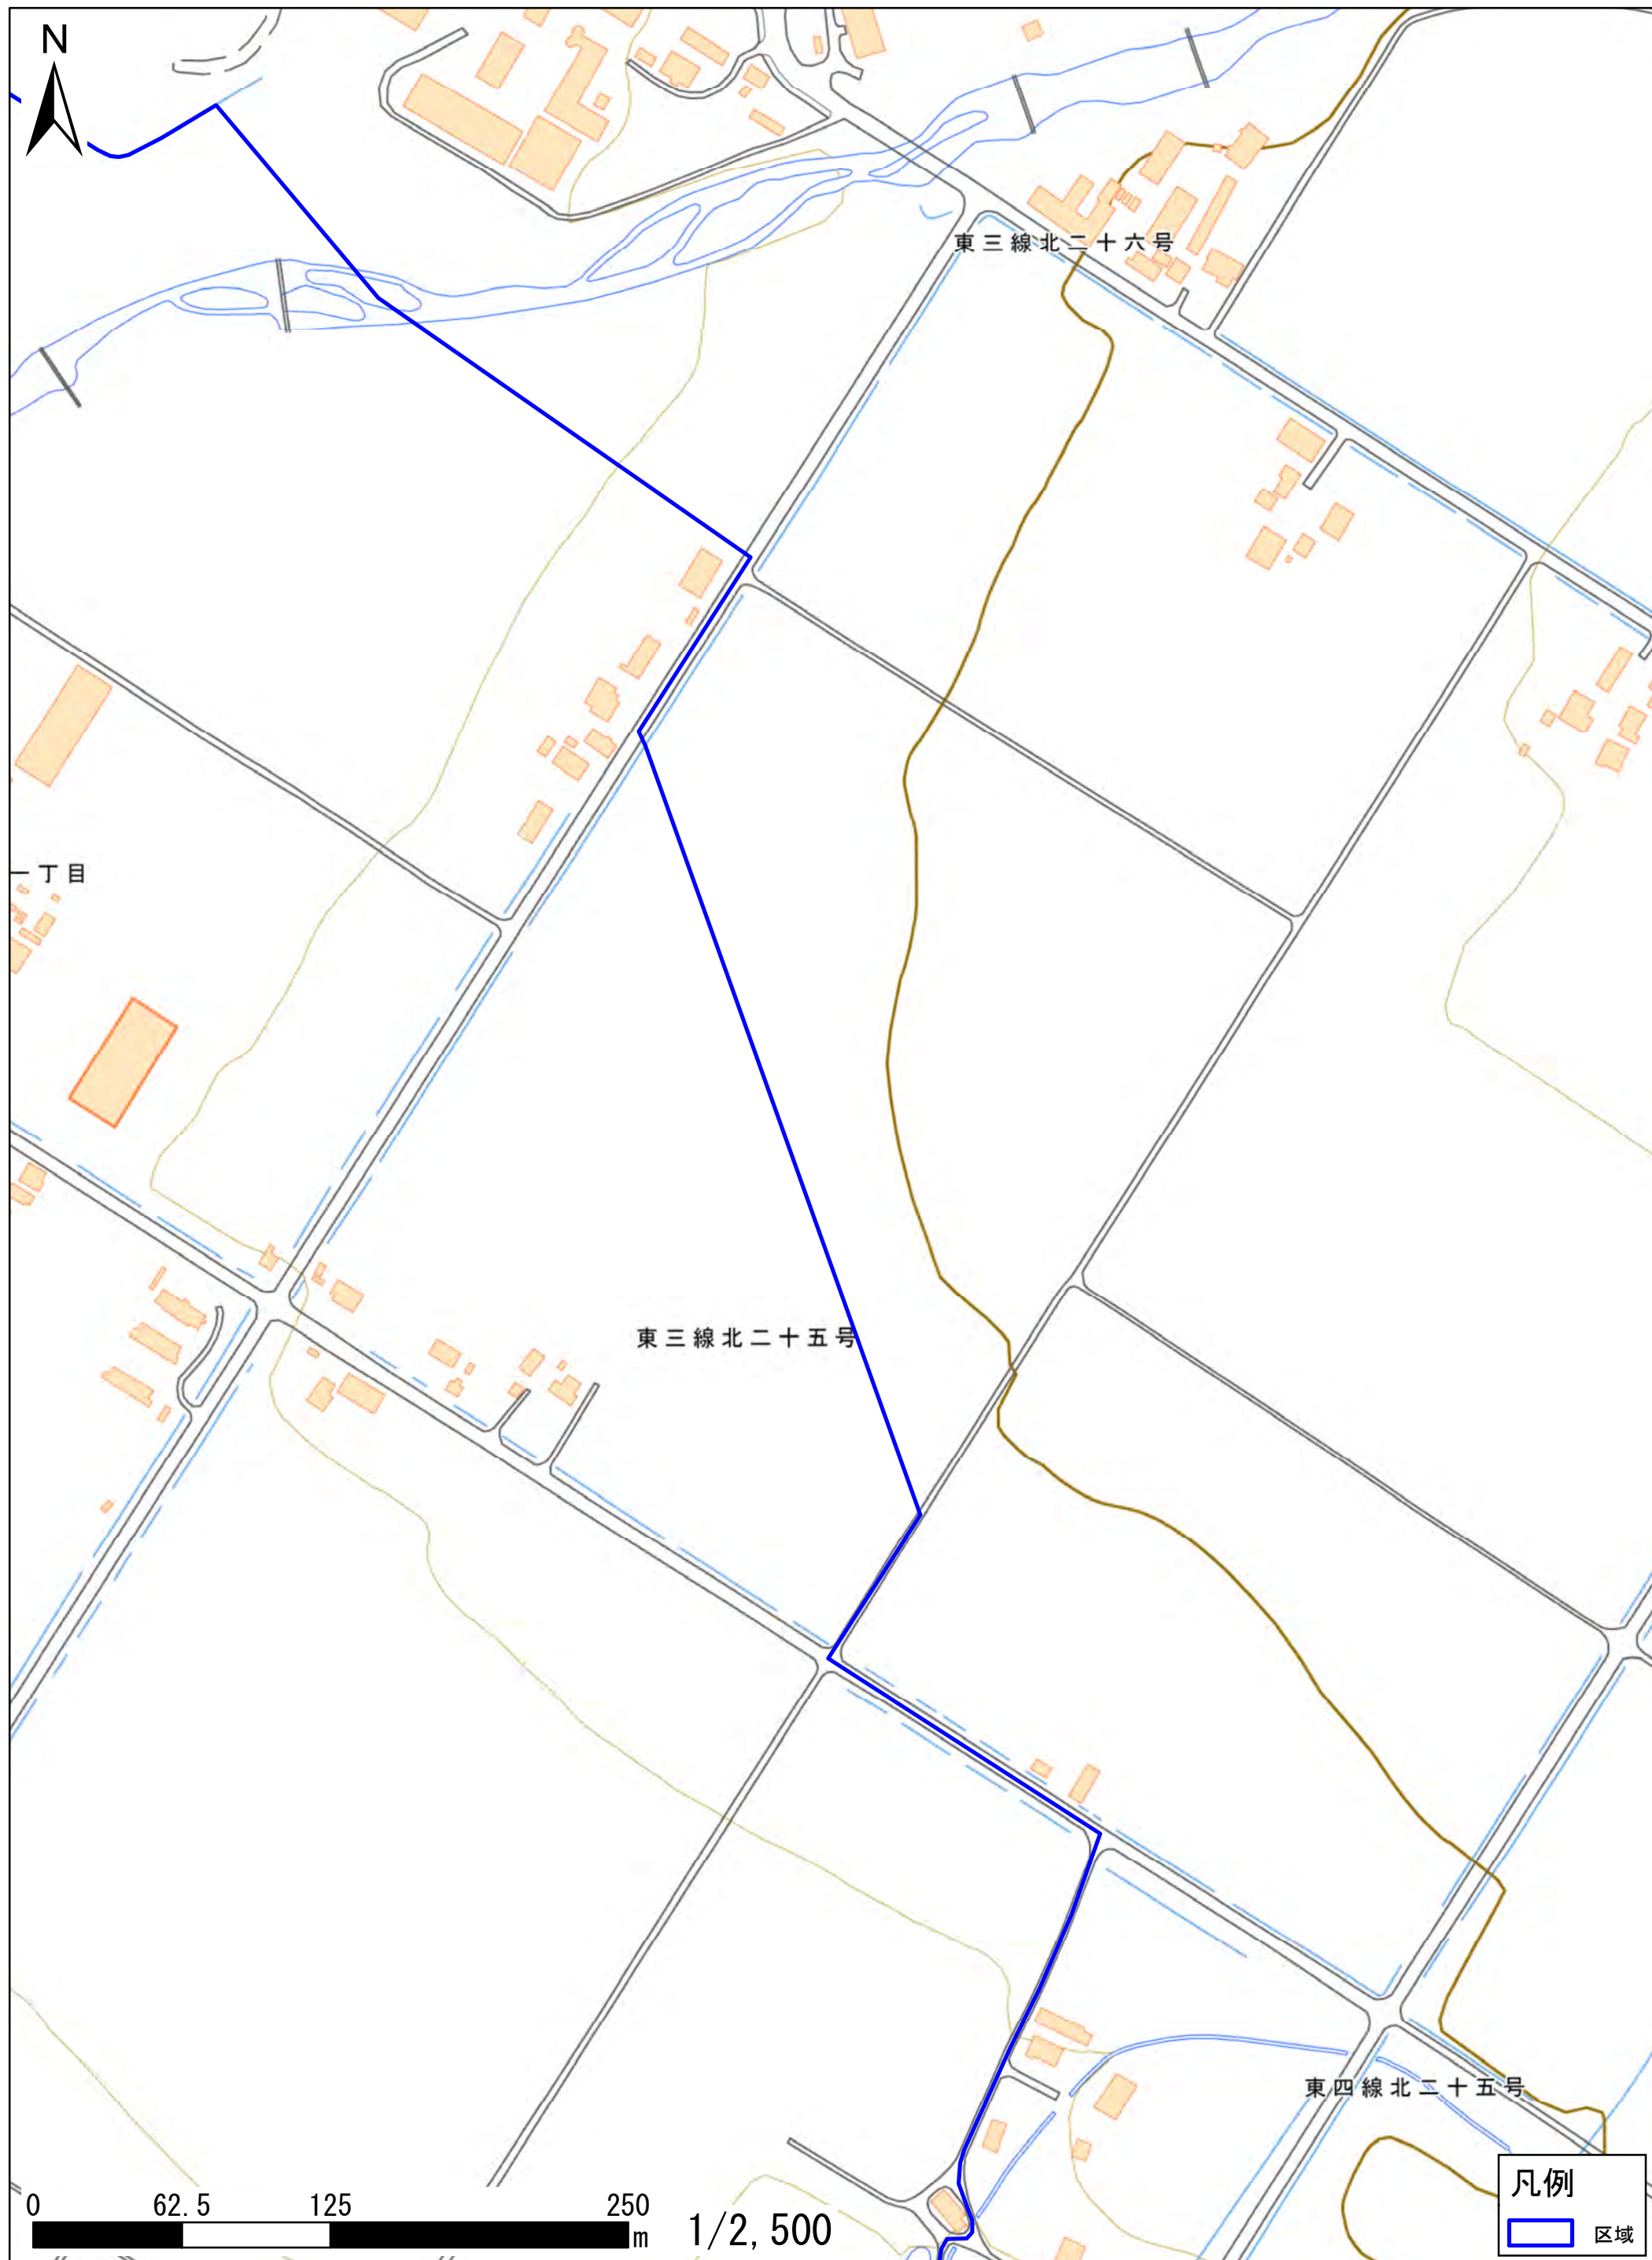 N
東三線北二十六号
一丁目
東三線北二十五号
東四線北二十五号
凡例
区域
0 62.5 125 250
m
1/2,500